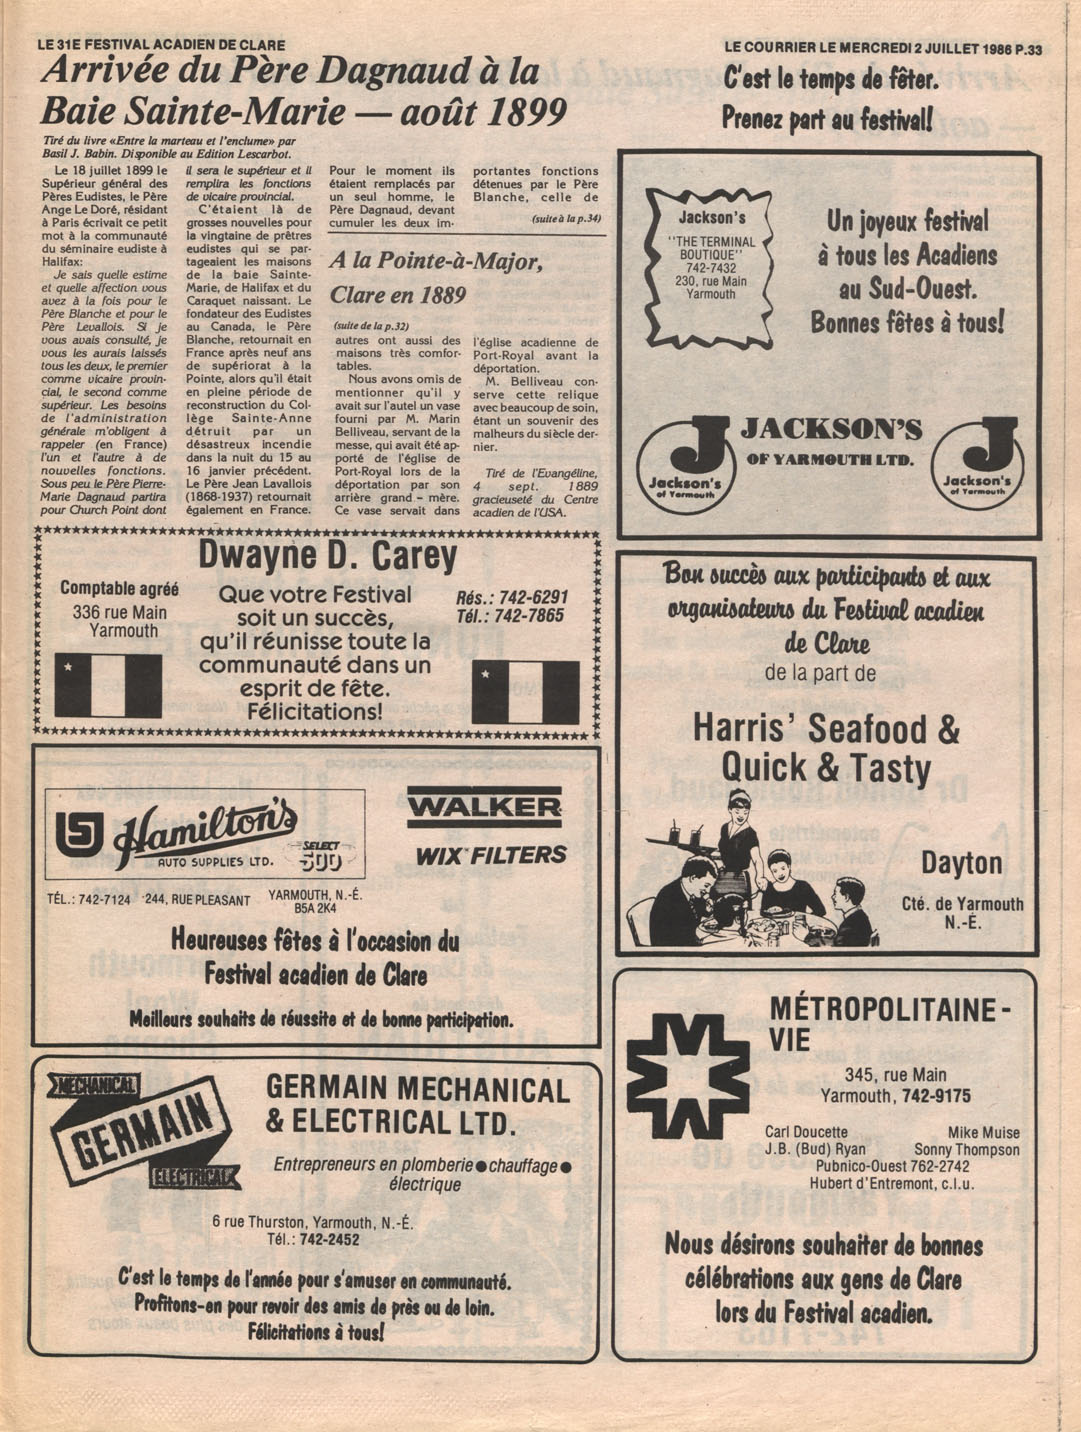 LE 31E FESTIVAL ACADIEN DE CLARE
LE COURRIER LE MERCREDI 2 JUILLET 1986 P.33
Arrivée du Père Dagnaud à la
Baie Sainte-Marie — août 1899
Tiré du livre «Entre la marteau et l'enclume» par
Basil J. Babin. Disponible au Edition Lescarbot.
Le 18 juillet 1899 le
Supérieur général des
Pères Eudistes, le Père
Ange Le Doré, résidant
à Paris écrivait ce petit
mot à la communauté
du séminaire eudiste à
Halifax:
Je sais quelle estime
et quelle affection vous
avez à la fois pour le
Père Blanche et pour le
Père Levallois. Si je
vous avais consulté, je
vous les aurais laissés
tous les deux, le premier
comme vicaire provin-
cial, le second comme
supérieur. Les besoins
de l'administration
générale m'obligent à
rappeler (en France)
l'un et l'autre à de
nouvelles fonctions.
Sous peu le Père Pierre-
Marie Dagnaud partira
pour Church Point dont
il sera le supérieur et il
remplira les fonctions
de vicaire provincial.
C'étaient là de
grosses nouvelles pour
la vingtaine de prêtres
eudistes qui se par-
tageaient les maisons
de la baie Sainte-
Marie, de Halifax et du
Caraquet naissant. Le
fondateur des Eudistes
au Canada, le Père
Blanche, retournait en
France après neuf ans
de supériorat à la
Pointe, alors qu'il était
en pleine période de
reconstruction du Col-
lège Sainte-Anne
détruit par un
désastreux incendie
dans la nuit du 15 au
16 janvier précédent.
Le Père Jean Lavallois
(1868-1937) retournait
également en France.
Pour le moment ils
étaient remplacés par
un seul homme, le
Père Dagnaud, devant
cumuler les deux im-
portantes fonctions
détenues par le Père
Blanche, celle de
(suite à la p.34)
A la Pointe-à-Major,
Clare en 1889
(suite de la p.32)
autres ont aussi des
maisons très comfor-
tables.
Nous avons omis de
mentionner qu'il y
avait sur l'autel un vase
fourni par M. Marin
Belliveau, servant de la
messe, qui avait été ap-
porté de l'église de
Port-Royal lors de la
déportation par son
arrière grand - mère.
Ce vase servait dans
l'église acadienne de
Port-Royal avant la
déportation.
M. Belliveau con-
serve cette relique
avec beaucoup de soin,
étant un souvenir des
malheurs du siècle der-
nier.
Tiré de l'Evangéline,
4 sept. 1889
gracieuseté du Centre
acadien de l'USA.
C'est le temps de fêter.
Prenez part au festival!
Jackson's
"THE TERMINAL
BOUTIQUE"
742-7432
230, rue Main
Yarmouth
Un joyeux festival
à tous les Acadiens
au Sud-Ouest.
Bonnes fêtes à tous!
J
Jackson's
of Yarmouth
JACKSON'S
OF YARMOUTH LTD.
J
Jackson's
of Yarmouth
Dwayne D. Carey
Comptable agréé
336 rue Main
Yarmouth
Que votre Festival
soit un succès,
qu'il réunisse toute la
communauté dans un
esprit de fête.
Félicitations!
Rés.: 742-6291
Tél.: 742-7865
Bon succès aux participants et aux
organisateurs du Festival acadien
de Clare
de la part de
Harris' Seafood &
Quick & Tasty
Dayton
Cté. de Yarmouth
N.-É.
Hamilton's
AUTO SUPPLIES LTD.
SELECT
500
WALKER
WIX FILTERS
TÉL.: 742-7124 244, RUE PLEASANT YARMOUTH, N.-É.
B5A 2K4
Heureuses fêtes à l'occasion du
Festival acadien de Clare
Meilleurs souhaits de réussite et de bonne participation.
MECHANICAL
GERMAIN
ELECTRICAL
GERMAIN MECHANICAL
& ELECTRICAL LTD.
Entrepreneurs en plomberie ● chauffage ●
électrique
6 rue Thurston, Yarmouth, N.-É.
Tél.: 742-2452
C'est le temps de l'année pour s'amuser en communauté.
Profitons-en pour revoir des amis de près ou de loin.
Félicitations à tous!
MÉTROPOLITAINE-
VIE
345, rue Main
Yarmouth, 742-9175
Carl Doucette Mike Muise
J.B. (Bud) Ryan Sonny Thompson
Pubnico-Ouest 762-2742
Hubert d'Entremont, c.l.u.
Nous désirons souhaiter de bonnes
célébrations aux gens de Clare
lors du Festival acadien.